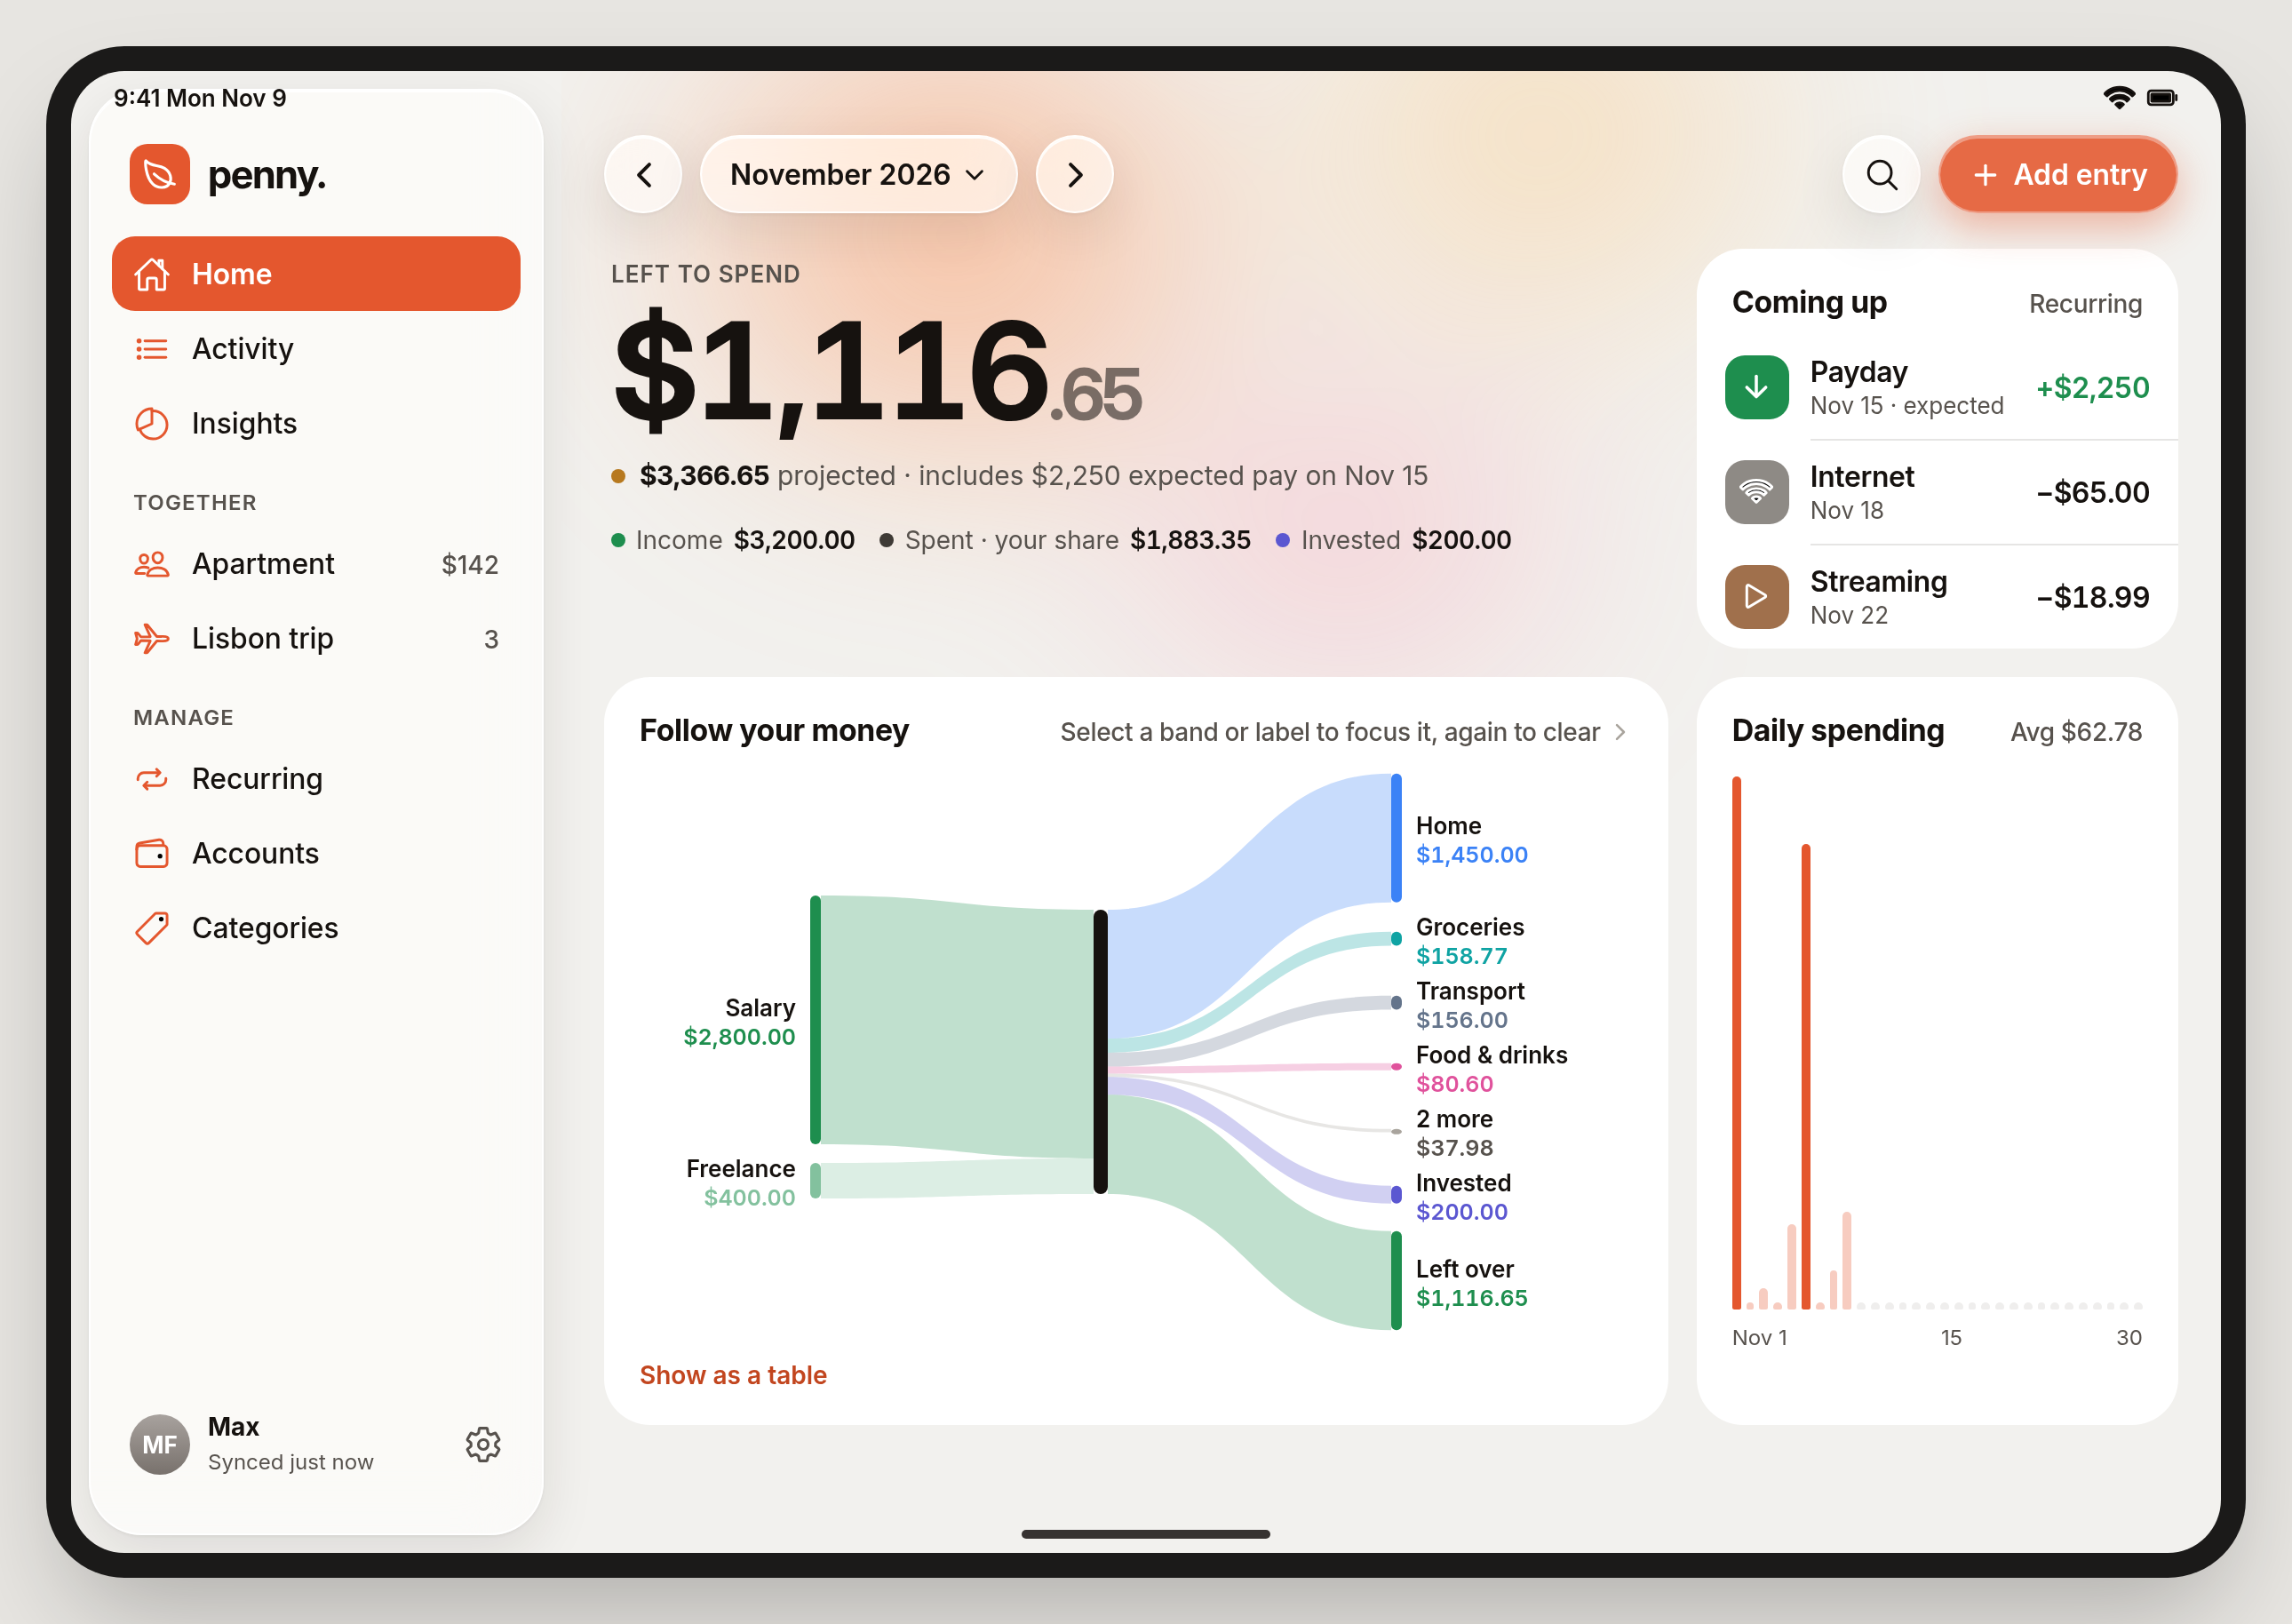 9:41 Mon Nov 9
penny.
Home
Activity
Insights
TOGETHER
Apartment $142
Lisbon trip 3
MANAGE
Recurring
Accounts
Categories
MF
Max
Synced just now
November 2026
Add entry
LEFT TO SPEND
$1,116.65
$3,366.65 projected · includes $2,250 expected pay on Nov 15
Income $3,200.00 Spent · your share $1,883.35 Invested $200.00
Coming up Recurring
Payday
Nov 15 · expected
+$2,250
Internet
Nov 18
−$65.00
Streaming
Nov 22
−$18.99
Follow your money Select a band or label to focus it, again to clear
Salary
$2,800.00
Freelance
$400.00
Home
$1,450.00
Groceries
$158.77
Transport
$156.00
Food & drinks
$80.60
2 more
$37.98
Invested
$200.00
Left over
$1,116.65
Show as a table
Daily spending Avg $62.78
Nov 1 15 30